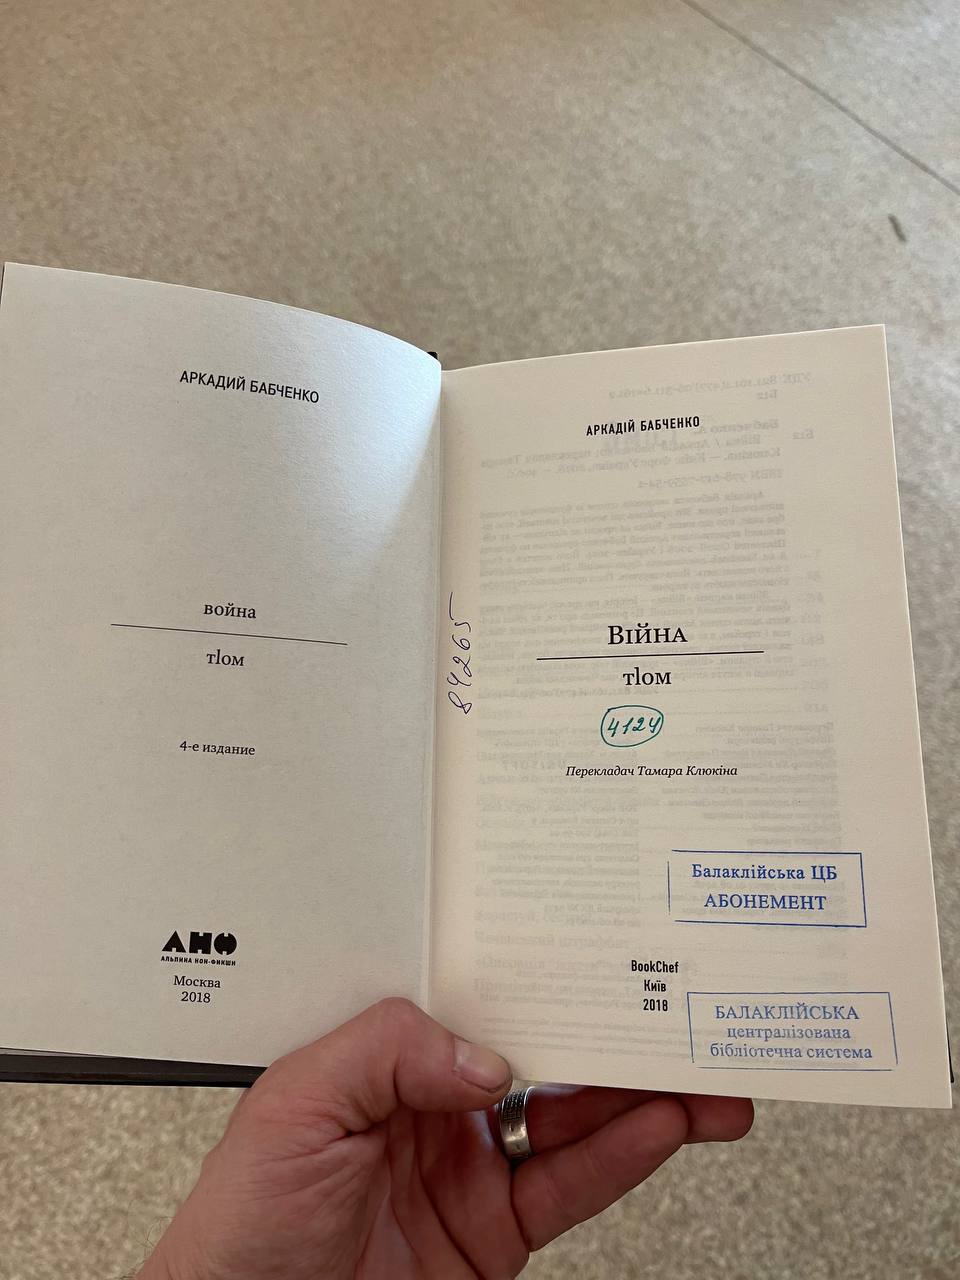 АРКАДИЙ БАБЧЕНКО
война
тlом
4-е издание
АНФ
АЛЬПИНА НОН-ФИКШН
Москва
2018
84265
АРКАДІЙ БАБЧЕНКО
ВІЙНА
тlом
4124
Перекладач Тамара Клюкіна
Балаклійська ЦБ
АБОНЕМЕНТ
BookChef
Київ
2018
БАЛАКЛІЙСЬКА
централізована
бібліотечна система